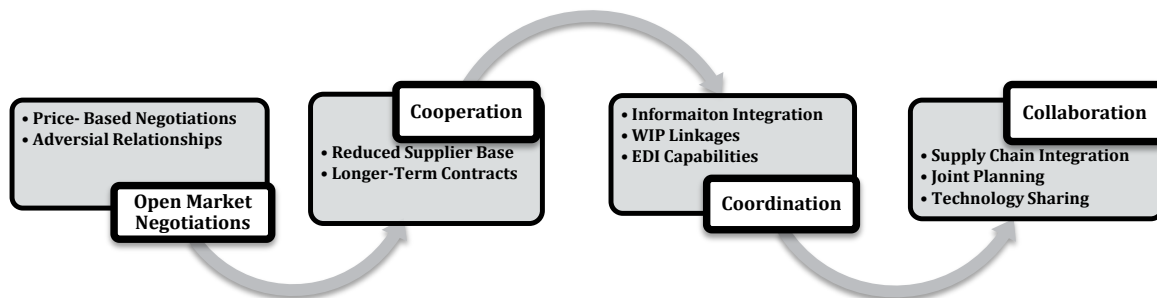 • Price- Based Negotiations
• Adversial Relationships
Open Market
Negotiations
Cooperation
• Reduced Supplier Base
• Longer-Term Contracts
• Informaiton Integration
• WIP Linkages
• EDI Capabilities
Coordination
Collaboration
• Supply Chain Integration
• Joint Planning
• Technology Sharing